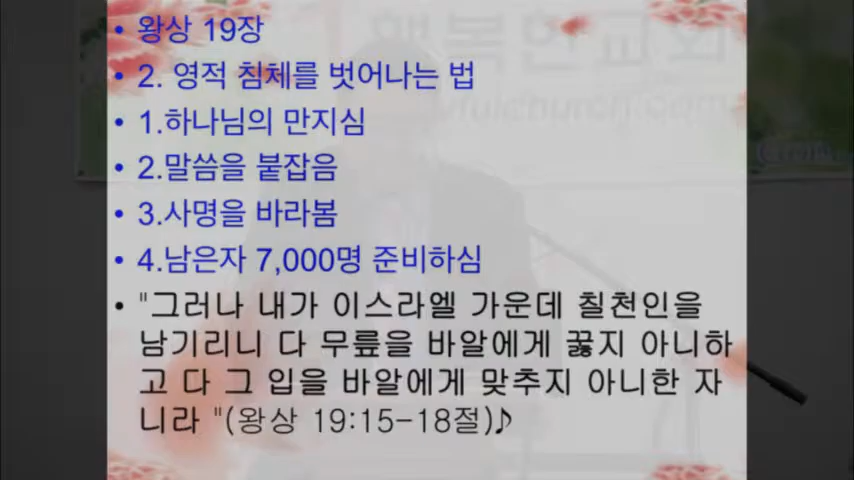 • 왕상 19장
• 2. 영적 침체를 벗어나는 법
• 1.하나님의 만지심
• 2.말씀을 붙잡음
• 3.사명을 바라봄
• 4.남은자 7,000명 준비하심
• "그러나 내가 이스라엘 가운데 칠천인을
남기리니 다 무릎을 바알에게 꿇지 아니하
고 다 그 입을 바알에게 맞추지 아니한 자
니라 "(왕상 19:15-18절)♪